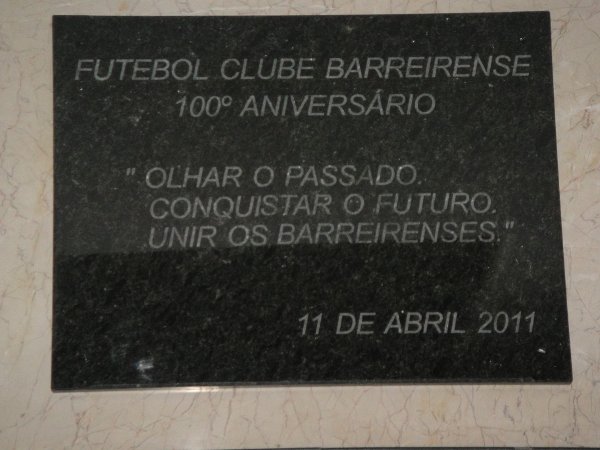 FUTEBOL CLUBE BARREIRENSE
100º ANIVERSÁRIO
" OLHAR O PASSADO.
CONQUISTAR O FUTURO.
UNIR OS BARREIRENSES."
11 DE ABRIL 2011